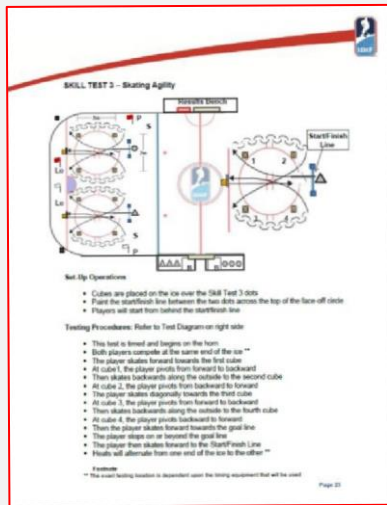 SKILL TEST 3 – Skating Agility
Results Bench
P
S
Start/Finish
Line
1
2
3
4
Lu
Lu
S
P
Set-Up Operations
• Cubes are placed on the ice over the Skill Test 3 dots
• Paint the start/finish line between the two dots across the top of the face-off circle
• Players will start from behind the start/finish line
Testing Procedures: Refer to Test Diagram on right side
• This test is timed and begins on the horn
• Both players compete at the same end of the ice **
• The player skates forward towards the first cube
• At cube1, the player pivots from forward to backward
• Then skates backwards along the outside to the second cube
• At cube 2, the player pivots from backward to forward
• The player skates diagonally towards the third cube
• At cube 3, the player pivots from forward to backward
• Then skates backwards along the outside to the fourth cube
• At cube 4, the player pivots backward to forward
• Then the player skates forward towards the goal line
• The player stops on or beyond the goal line
• The player then skates forward to the Start/Finish Line
• Heats will alternate from one end of the ice to the other **
Footnote
** The exact testing location is dependent upon the timing equipment that will be used
Page 23